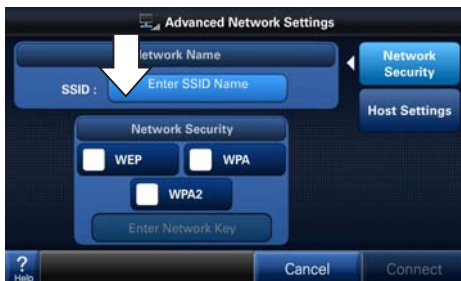 Advanced Network Settings
Network Name
SSID :
Enter SSID Name
Network Security
WEP
WPA
WPA2
Enter Network Key
Network
Security
Host Settings
?
Help
Cancel
Connect